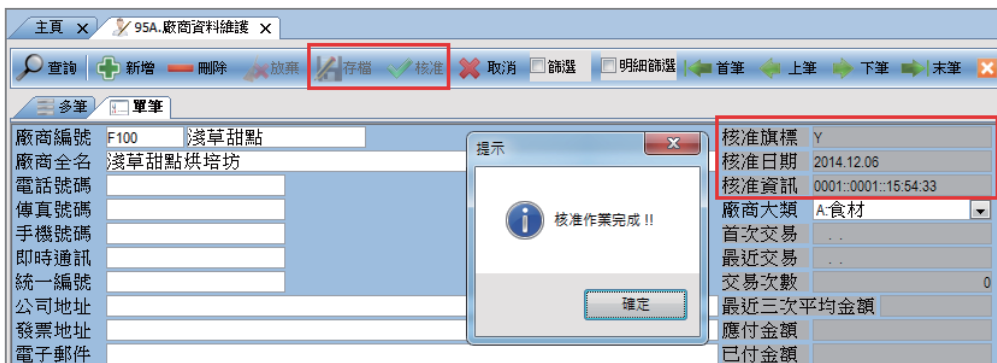 主頁 95A.廠商資料維護
查詢 新增 刪除 放棄 存檔 核准 取消 篩選 明細篩選 首筆 上筆 下筆 末筆
多筆 單筆
廠商編號 F100 淺草甜點
廠商全名 淺草甜點烘培坊
電話號碼
傳真號碼
手機號碼
即時通訊
統一編號
公司地址
發票地址
電子郵件
提示
核准作業完成 !!
確定
核准旗標 Y
核准日期 2014.12.06
核准資訊 0001::0001::15:54:33
廠商大類 A:食材
首次交易 . .
最近交易 . .
交易次數 0
最近三次平均金額
應付金額
已付金額